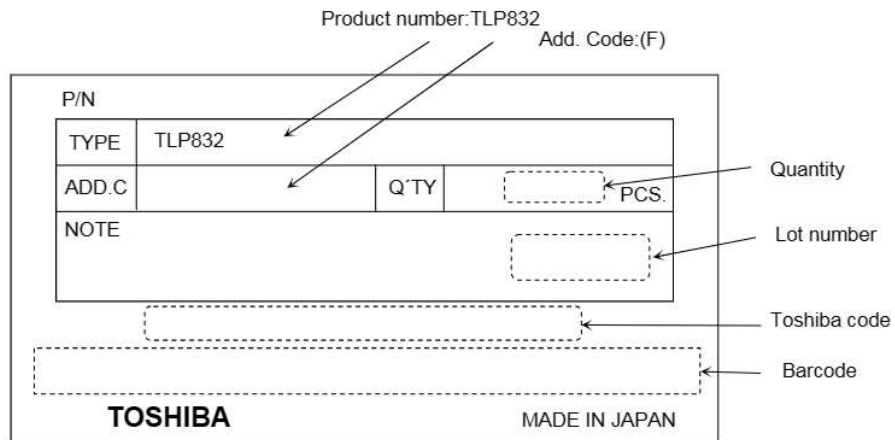 Product number:TLP832
Add. Code:(F)
P/N
TYPE TLP832
ADD.C Q´TY PCS.
Quantity
NOTE
Lot number
Toshiba code
Barcode
TOSHIBA MADE IN JAPAN